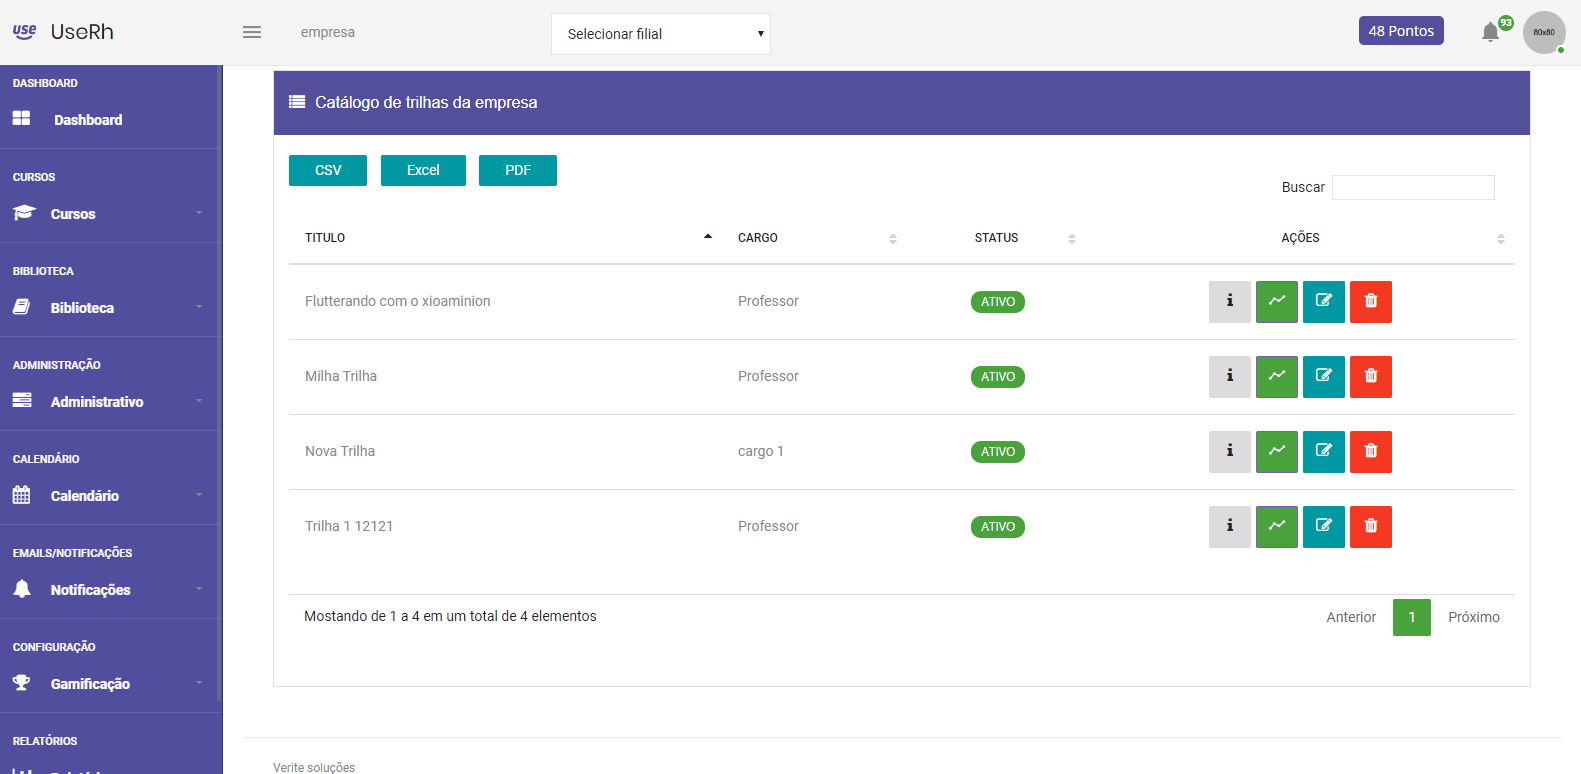 use UseRh
empresa
Selecionar filial
48 Pontos
93
80x80
DASHBOARD
Dashboard
CURSOS
Cursos
BIBLIOTECA
Biblioteca
ADMINISTRAÇÃO
Administrativo
CALENDÁRIO
Calendário
EMAILS/NOTIFICAÇÕES
Notificações
CONFIGURAÇÃO
Gamificação
RELATÓRIOS
Catálogo de trilhas da empresa
CSV Excel PDF
Buscar
TITULO CARGO STATUS AÇÕES
Flutterando com o xioaminion Professor ATIVO
Milha Trilha Professor ATIVO
Nova Trilha cargo 1 ATIVO
Trilha 1 12121 Professor ATIVO
Mostando de 1 a 4 em um total de 4 elementos
Anterior 1 Próximo
Verite soluções